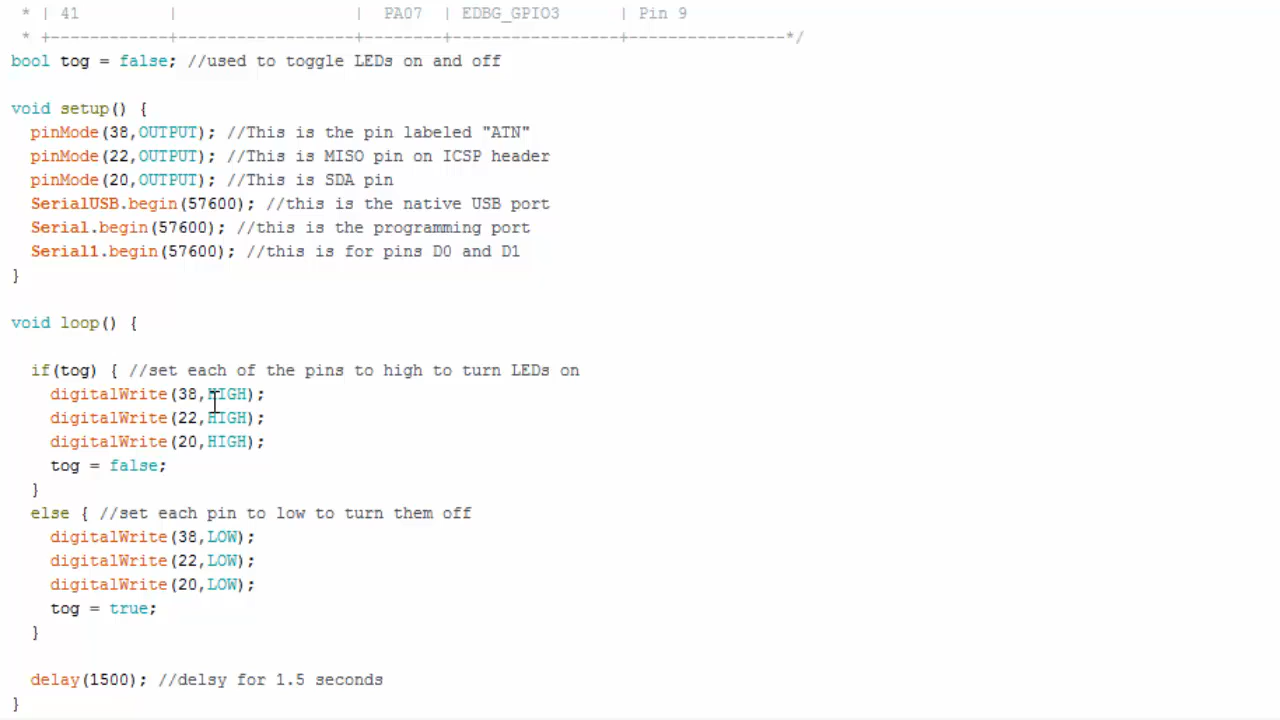 * | 41 | | PA07 | EDBG_GPIO3 | Pin 9
* +------------+------------------+--------+-----------------+----------------*/
bool tog = false; //used to toggle LEDs on and off
void setup() {
pinMode(38,OUTPUT); //This is the pin labeled "ATN"
pinMode(22,OUTPUT); //This is MISO pin on ICSP header
pinMode(20,OUTPUT); //This is SDA pin
SerialUSB.begin(57600); //this is the native USB port
Serial.begin(57600); //this is the programming port
Serial1.begin(57600); //this is for pins D0 and D1
}
void loop() {
if(tog) { //set each of the pins to high to turn LEDs on
digitalWrite(38,HIGH);
digitalWrite(22,HIGH);
digitalWrite(20,HIGH);
tog = false;
}
else { //set each pin to low to turn them off
digitalWrite(38,LOW);
digitalWrite(22,LOW);
digitalWrite(20,LOW);
tog = true;
}
delay(1500); //delsy for 1.5 seconds
}